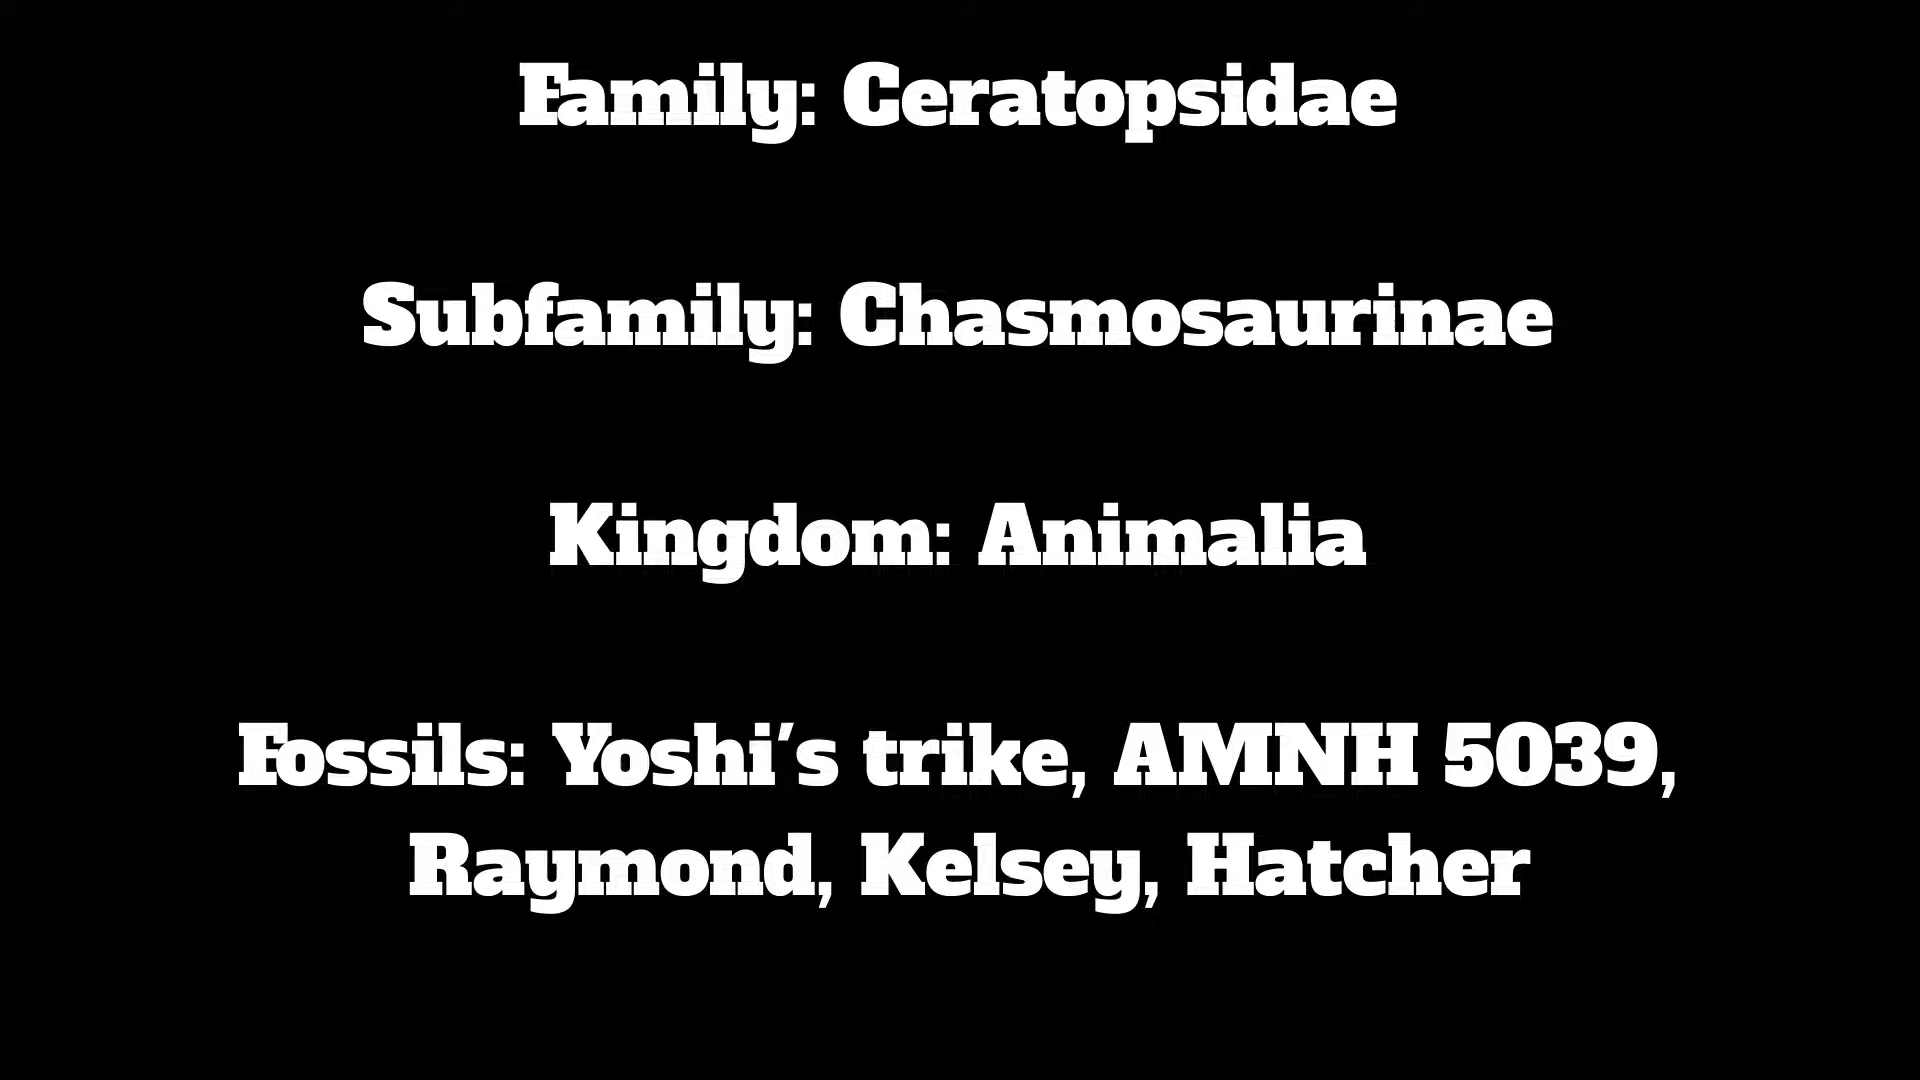 Family: Ceratopsidae
Subfamily: Chasmosaurinae
Kingdom: Animalia
Fossils: Yoshi's trike, AMNH 5039,
Raymond, Kelsey, Hatcher